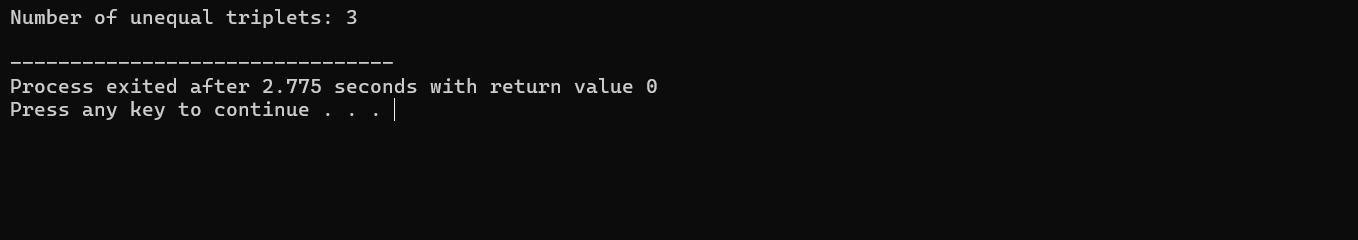 Number of unequal triplets: 3
--------------------------------
Process exited after 2.775 seconds with return value 0
Press any key to continue . . .